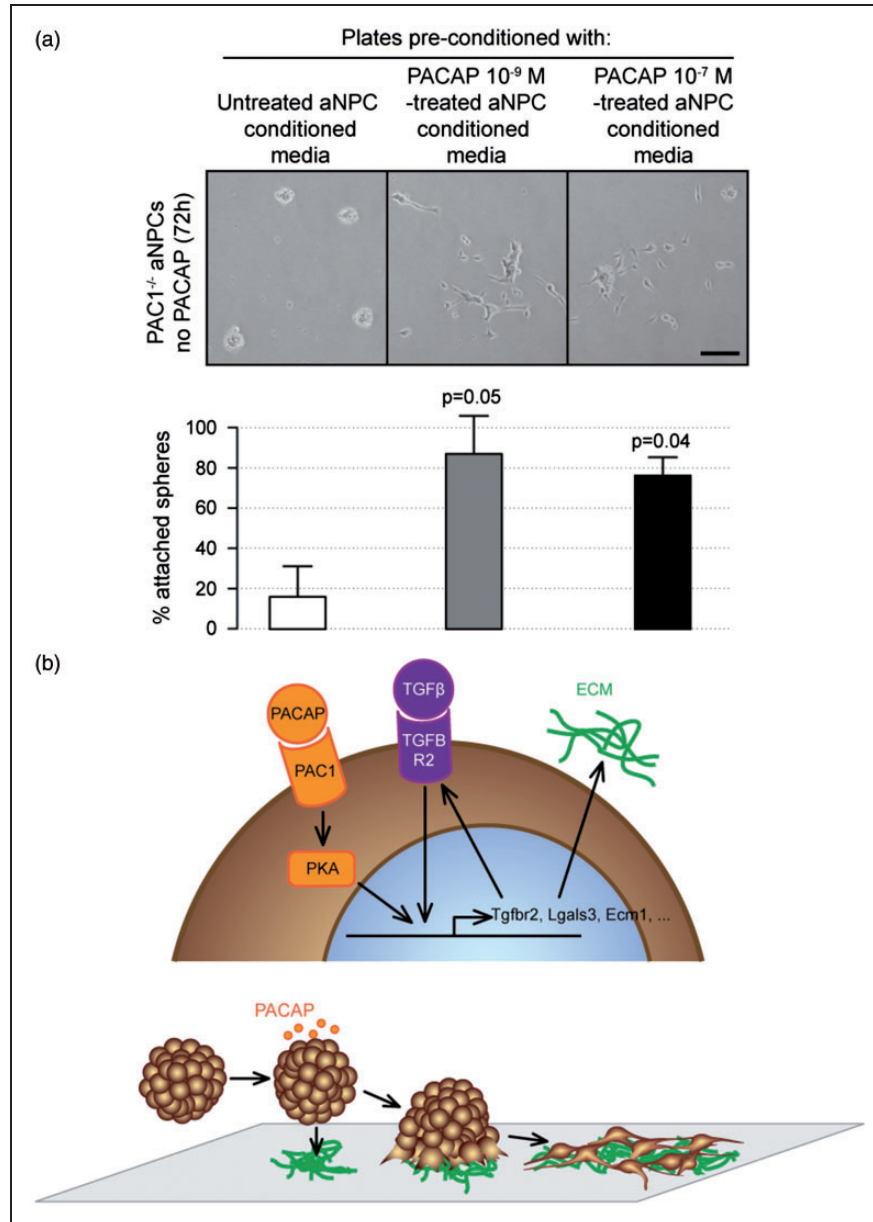 (a)
Plates pre-conditioned with:
Untreated aNPC
conditioned
media
PACAP 10⁻⁹ M
-treated aNPC
conditioned
media
PACAP 10⁻⁷ M
-treated aNPC
conditioned
media
PAC1⁻/⁻ aNPCs
no PACAP (72h)
% attached spheres
100
80
60
40
20
0
p=0.05
p=0.04
(b)
PACAP
PAC1
PKA
TGFβ
TGFB
R2
ECM
Tgfbr2, Lgals3, Ecm1, ...
PACAP